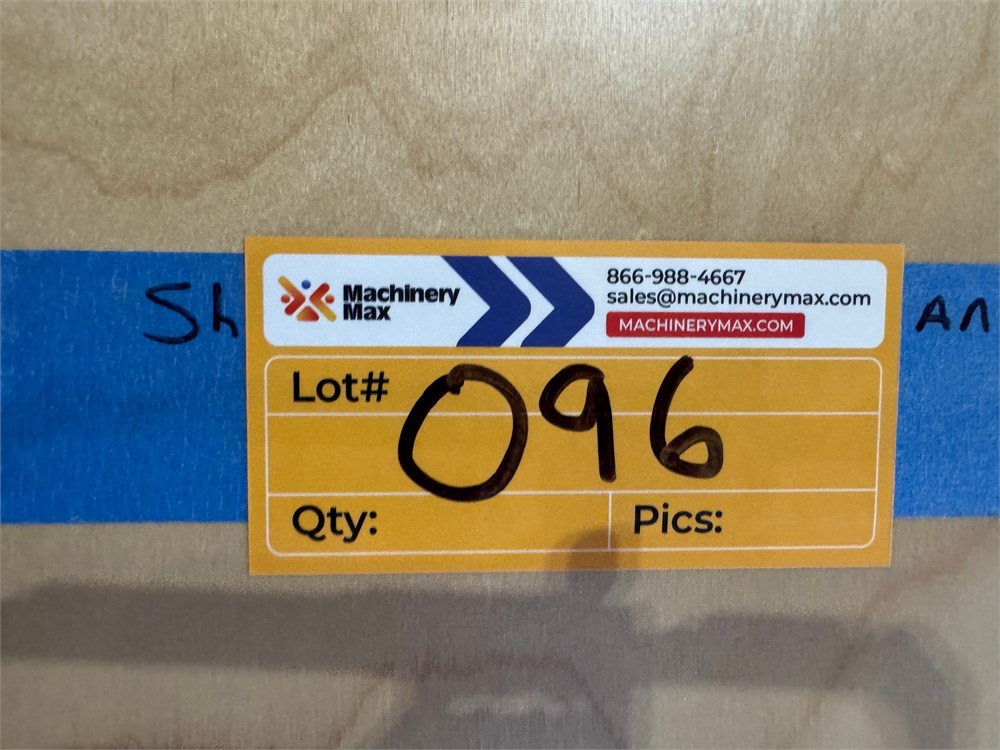 Machinery
Max
866-988-4667
sales@machinerymax.com
MACHINERYMAX.COM
Sh
an
Lot# 096
Qty:
Pics: